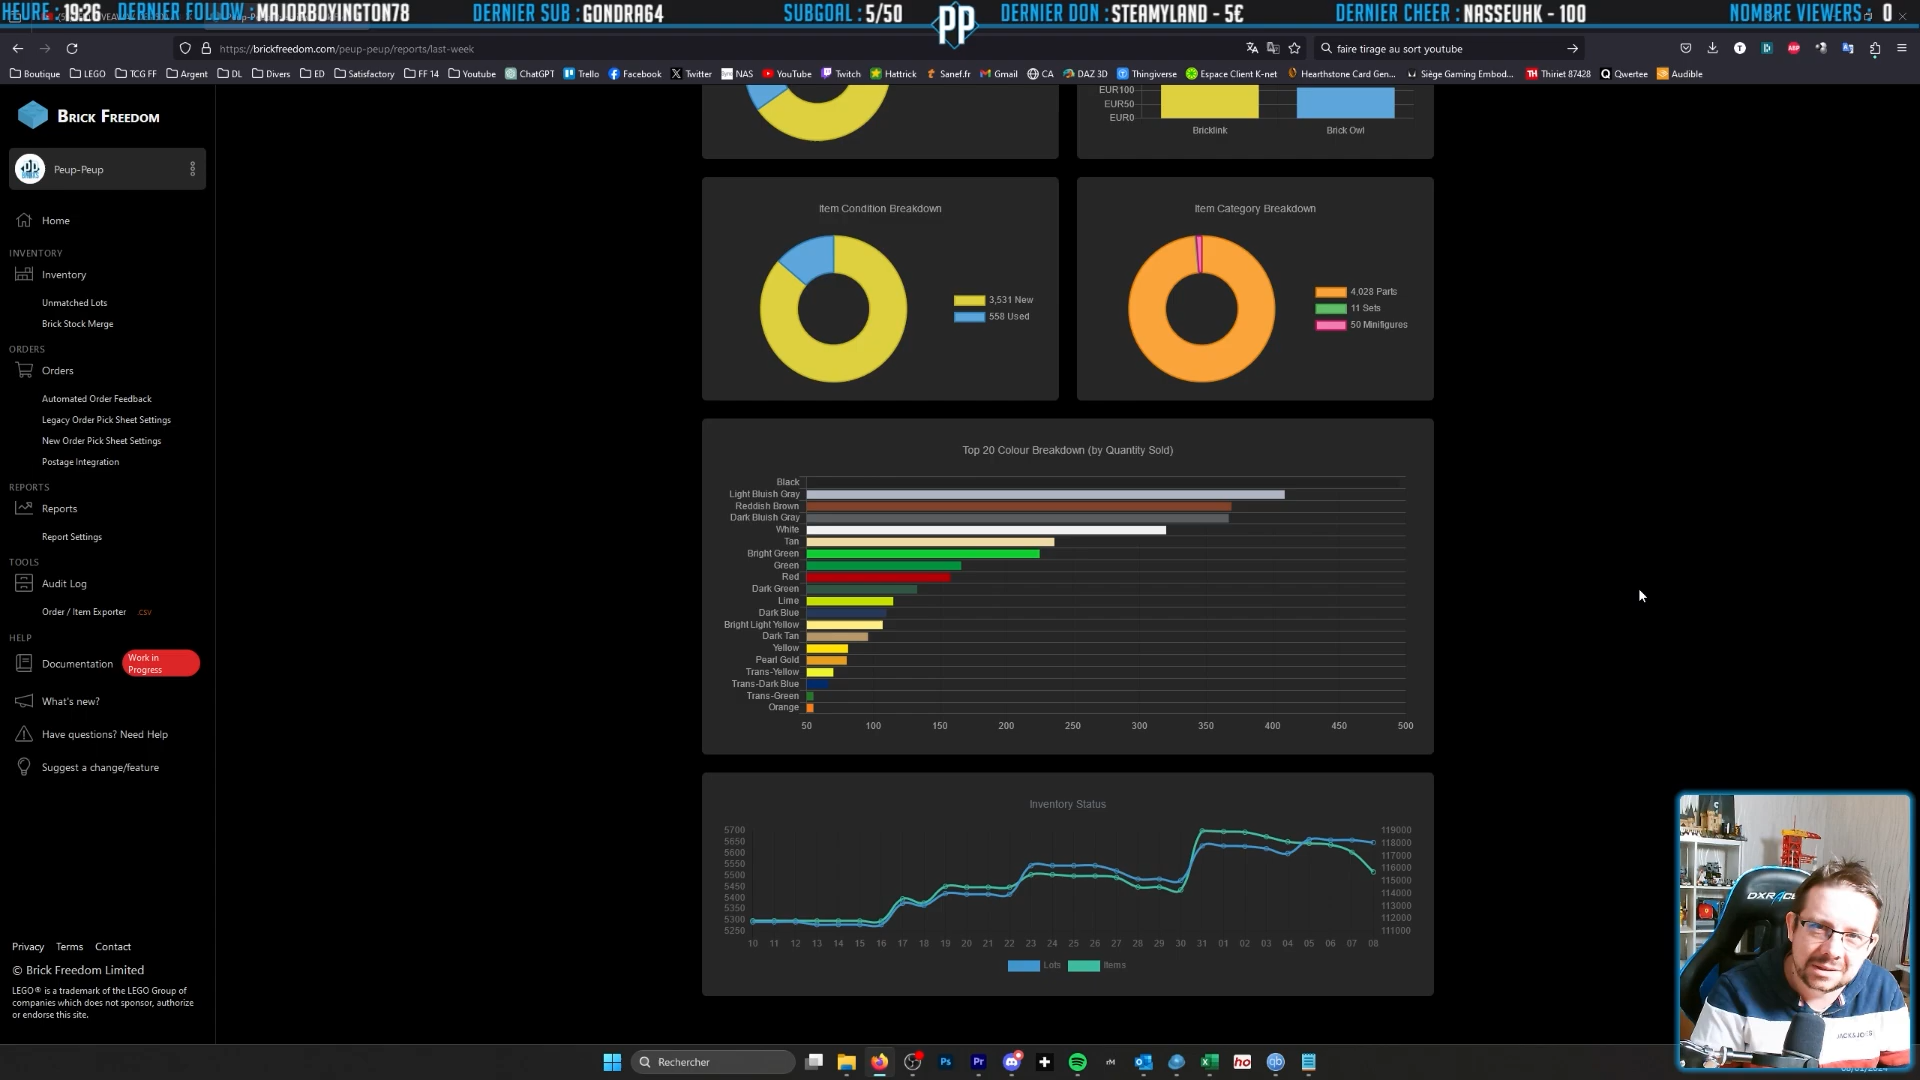 HEURE : 19:26 DERNIER FOLLOW : MAJORBOYINGTON78 DERNIER SUB : GONDRA64 SUBGOAL : 5/50 PP DERNIER DON : STEAMYLAND - 5€ DERNIER CHEER : NASSEUHK - 100 NOMBRE VIEWERS : 0
https://brickfreedom.com/peup-peup/reports/last-week
faire tirage au sort youtube
Boutique LEGO TCG FF Argent DL Divers ED Satisfactory FF 14 Youtube ChatGPT Trello Facebook Twitter NAS YouTube Twitch Hattrick Sanef.fr Gmail CA DAZ 3D Thingiverse Espace Client K-net Hearthstone Card Gen... Siège Gaming Embod... Thiriet 87428 Qwertee Audible
BRICK FREEDOM
Peup-Peup
Home
INVENTORY
Inventory
Unmatched Lots
Brick Stock Merge
ORDERS
Orders
Automated Order Feedback
Legacy Order Pick Sheet Settings
New Order Pick Sheet Settings
Postage Integration
REPORTS
Reports
Report Settings
TOOLS
Audit Log
Order / Item Exporter .csv
HELP
Documentation
Work in
Progress
What's new?
Have questions? Need Help
Suggest a change/feature
Privacy Terms Contact
© Brick Freedom Limited
LEGO® is a trademark of the LEGO Group of
companies which does not sponsor, authorize
or endorse this site.
EUR100
EUR50
EUR0
Bricklink Brick Owl
Item Condition Breakdown
3,531 New
558 Used
Item Category Breakdown
4,028 Parts
11 Sets
50 Minifigures
Top 20 Colour Breakdown (by Quantity Sold)
Black
Light Bluish Gray
Reddish Brown
Dark Bluish Gray
White
Tan
Bright Green
Green
Red
Dark Green
Lime
Dark Blue
Bright Light Yellow
Dark Tan
Yellow
Pearl Gold
Trans-Yellow
Trans-Dark Blue
Trans-Green
Orange
50 100 150 200 250 300 350 400 450 500
Inventory Status
5700 119000
5650 118000
5600 117000
5550 116000
5500 115000
5450 114000
5400 113000
5350 112000
5300 111000
5250
10 11 12 13 14 15 16 17 18 19 20 21 22 23 24 25 26 27 28 29 30 31 01 02 03 04 05 06 07 08
Lots Items
DXRACER
JACK&JONES
Rechercher